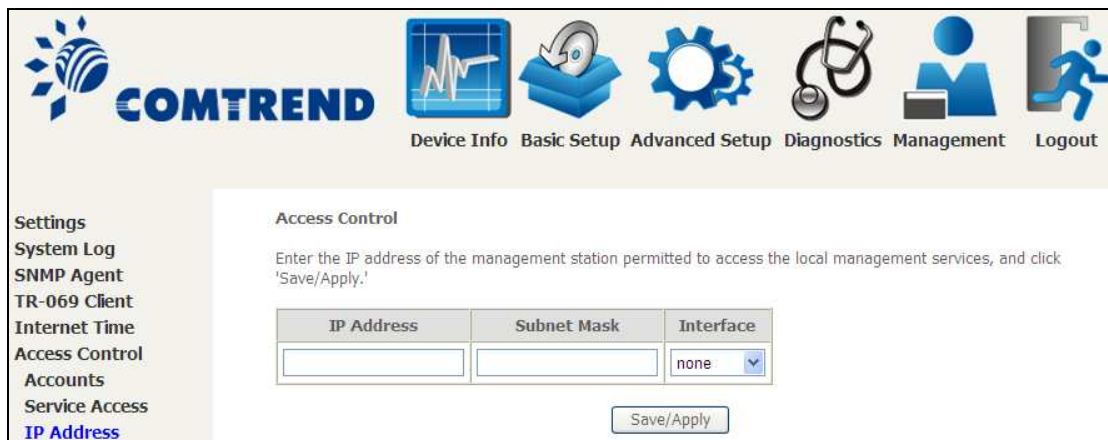 COMTREND
Device Info Basic Setup Advanced Setup Diagnostics Management Logout
Settings
System Log
SNMP Agent
TR-069 Client
Internet Time
Access Control
Accounts
Service Access
IP Address
Access Control
Enter the IP address of the management station permitted to access the local management services, and click
'Save/Apply.'
IP Address Subnet Mask Interface
none
Save/Apply